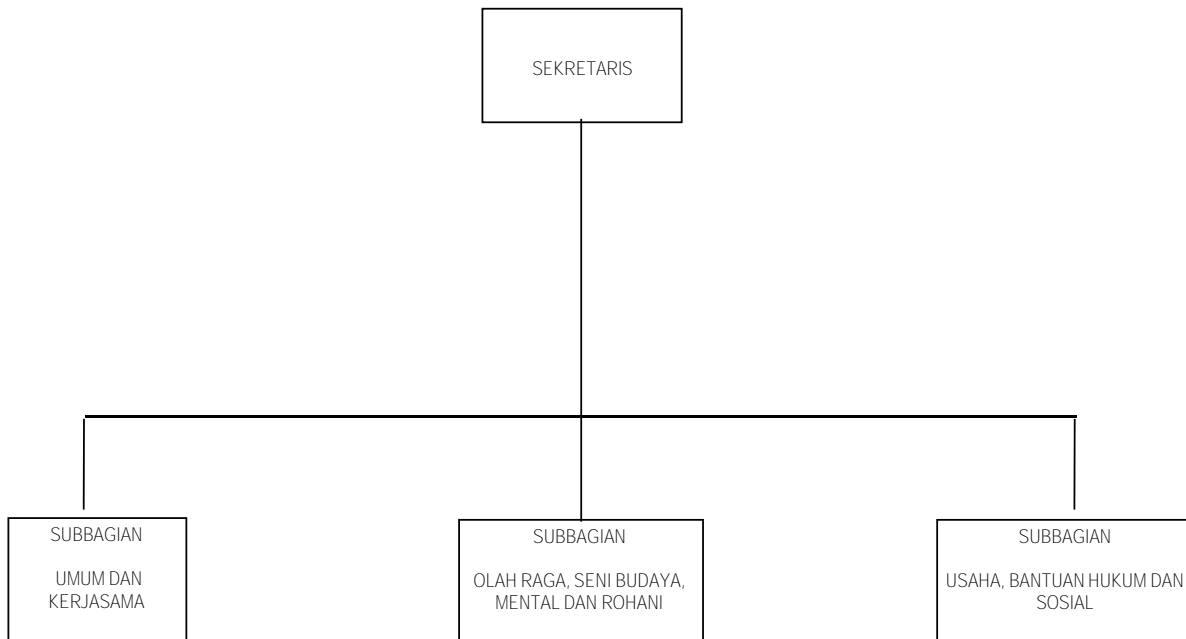 SEKRETARIS
SUBBAGIAN
UMUM DAN
KERJASAMA
SUBBAGIAN
OLAH RAGA, SENI BUDAYA,
MENTAL DAN ROHANI
SUBBAGIAN
USAHA, BANTUAN HUKUM DAN
SOSIAL